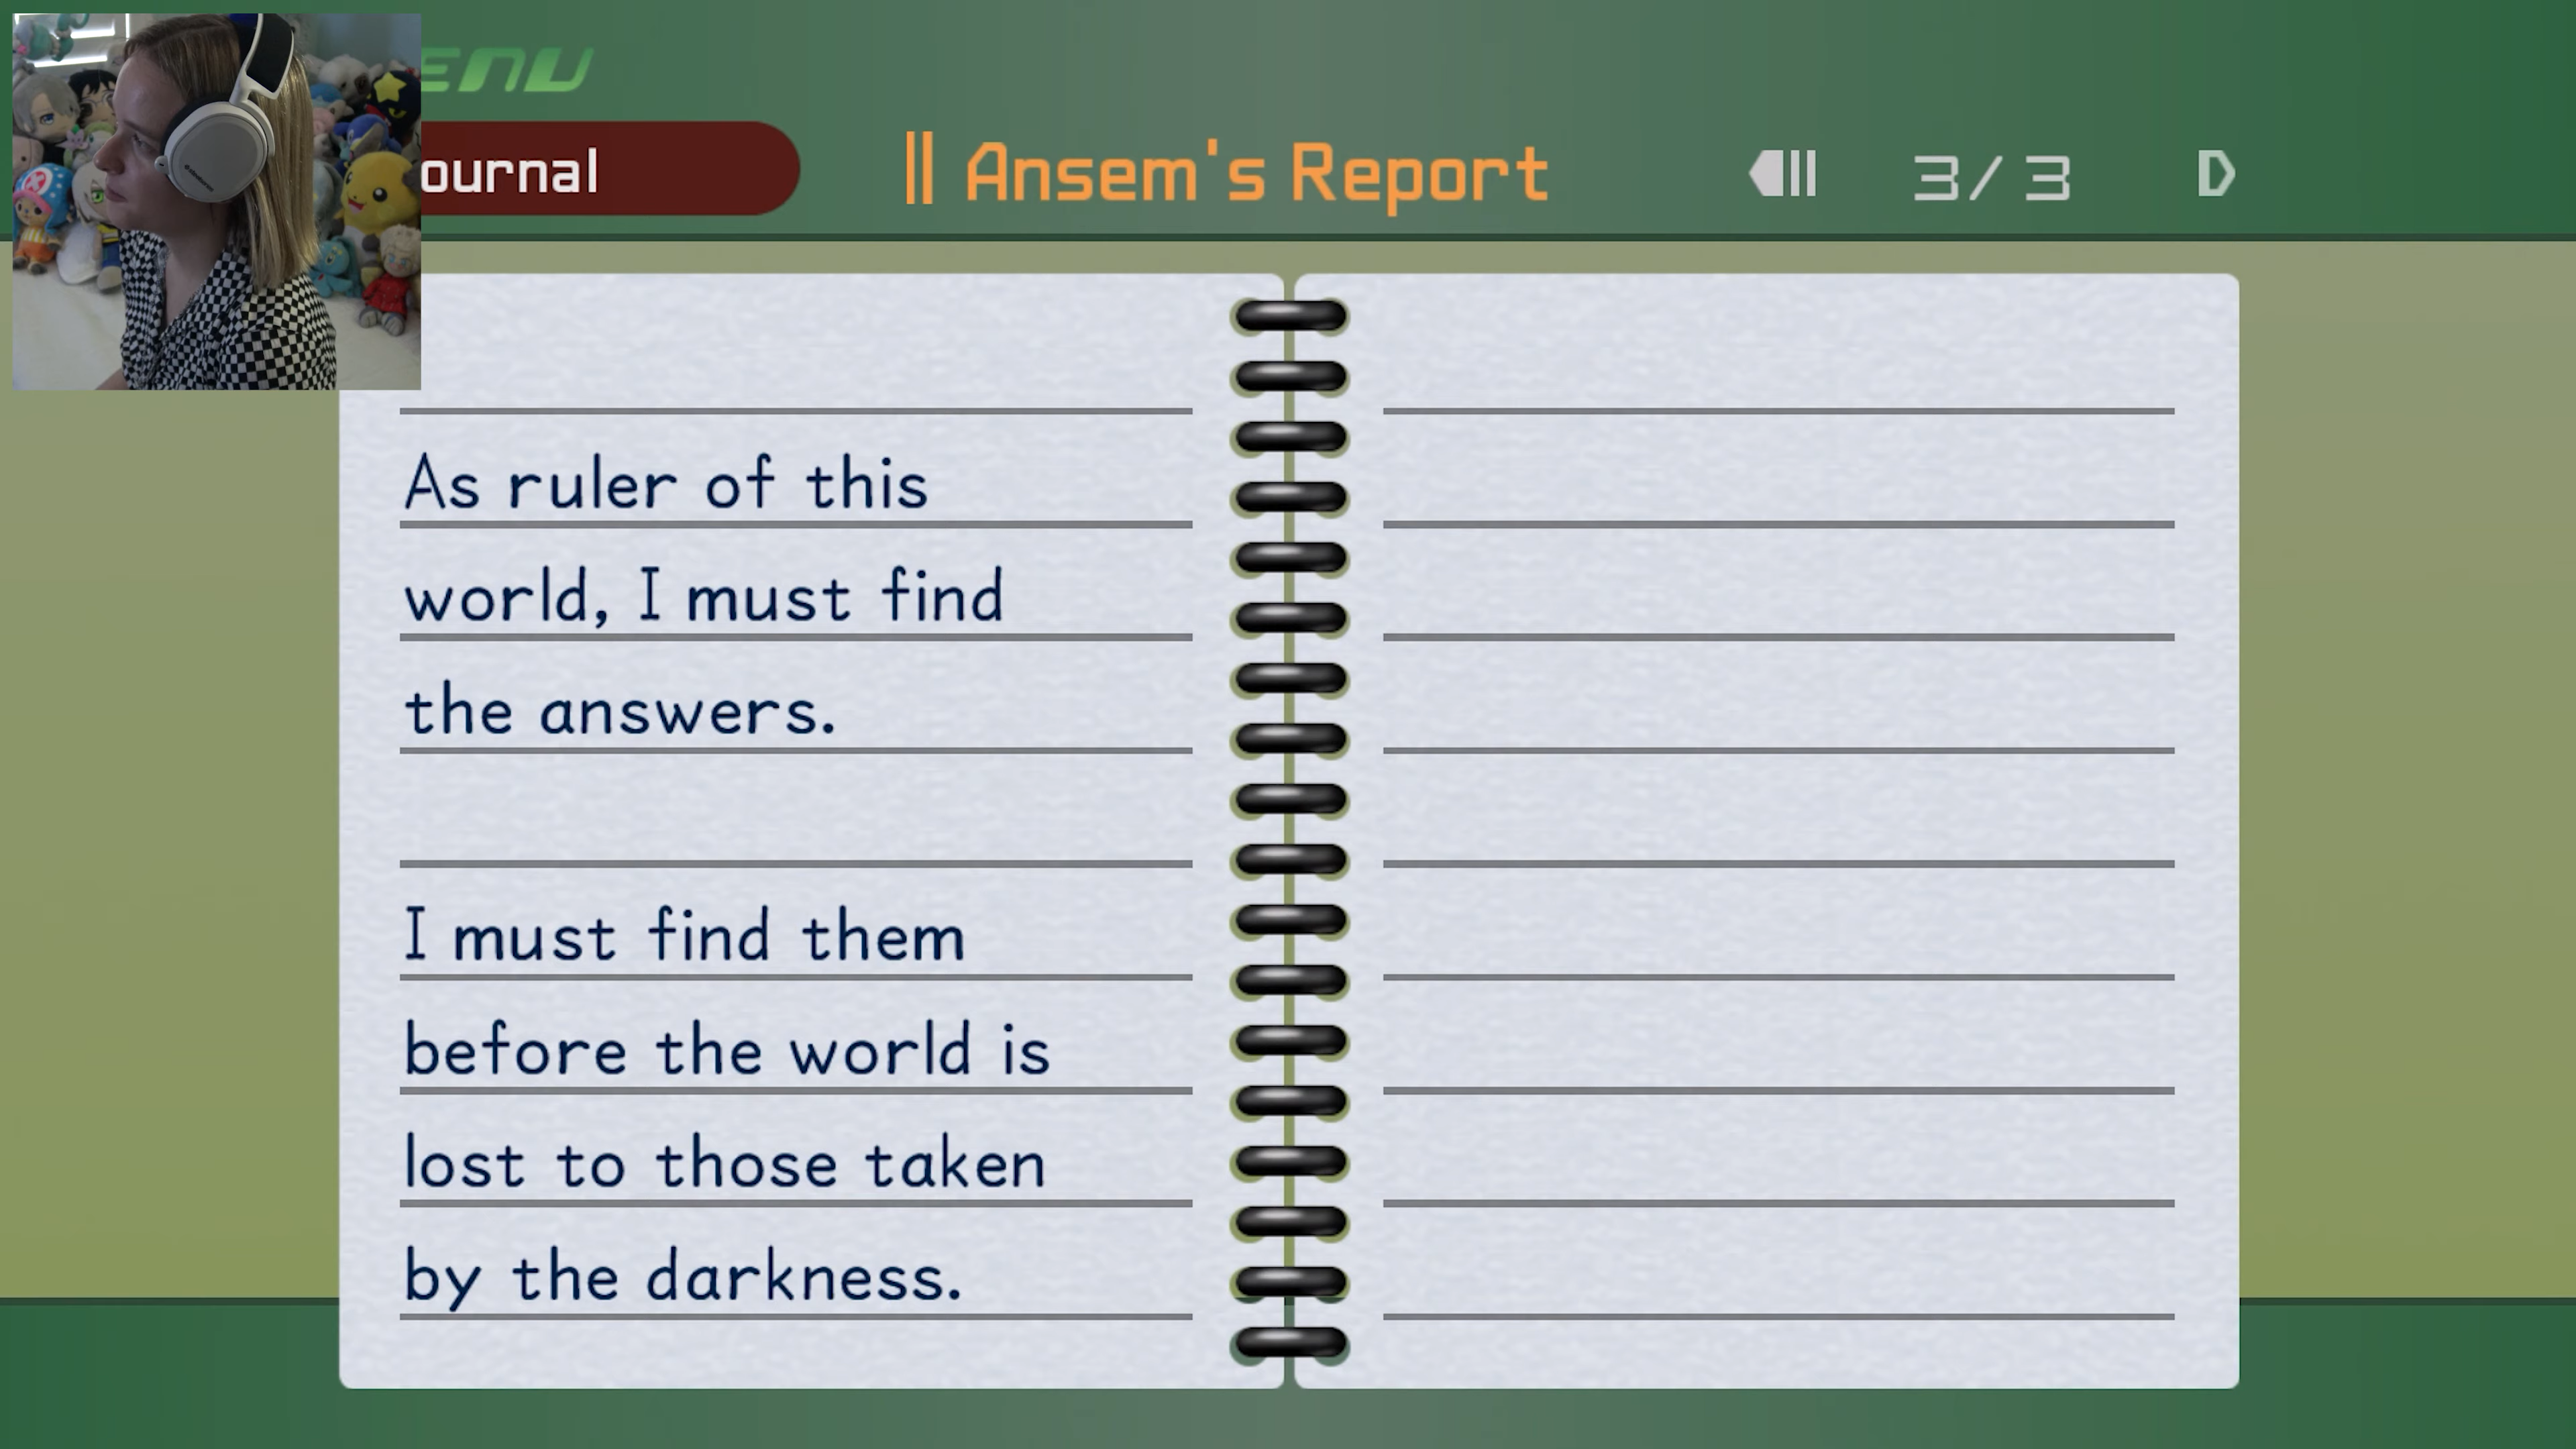 ENU
ournal
Ansem's Report
3/ 3
As ruler of this
world, I must find
the answers.
I must find them
before the world is
lost to those taken
by the darkness.